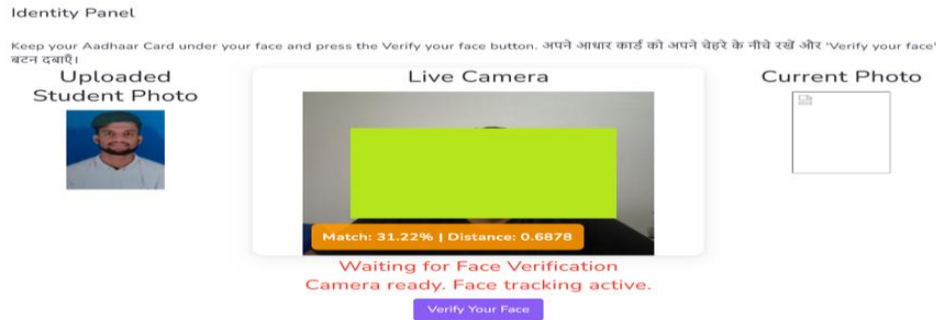 Identity Panel
Keep your Aadhaar Card under your face and press the Verify your face button. अपने आधार कार्ड को अपने चेहरे के नीचे रखें और 'Verify your face'
बटन दबाएँ।
Uploaded
Student Photo
Live Camera
Current Photo
Match: 31.22% | Distance: 0.6878
Waiting for Face Verification
Camera ready. Face tracking active.
Verify Your Face